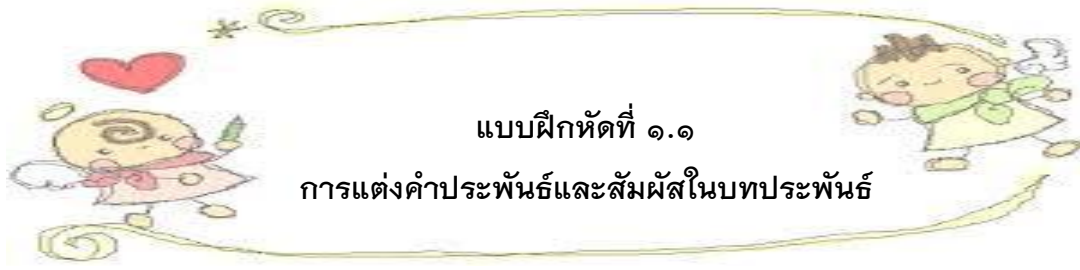 แบบฝึกหัดที่ ๑.๑
การแต่งคำประพันธ์และสัมผัสในบทประพันธ์